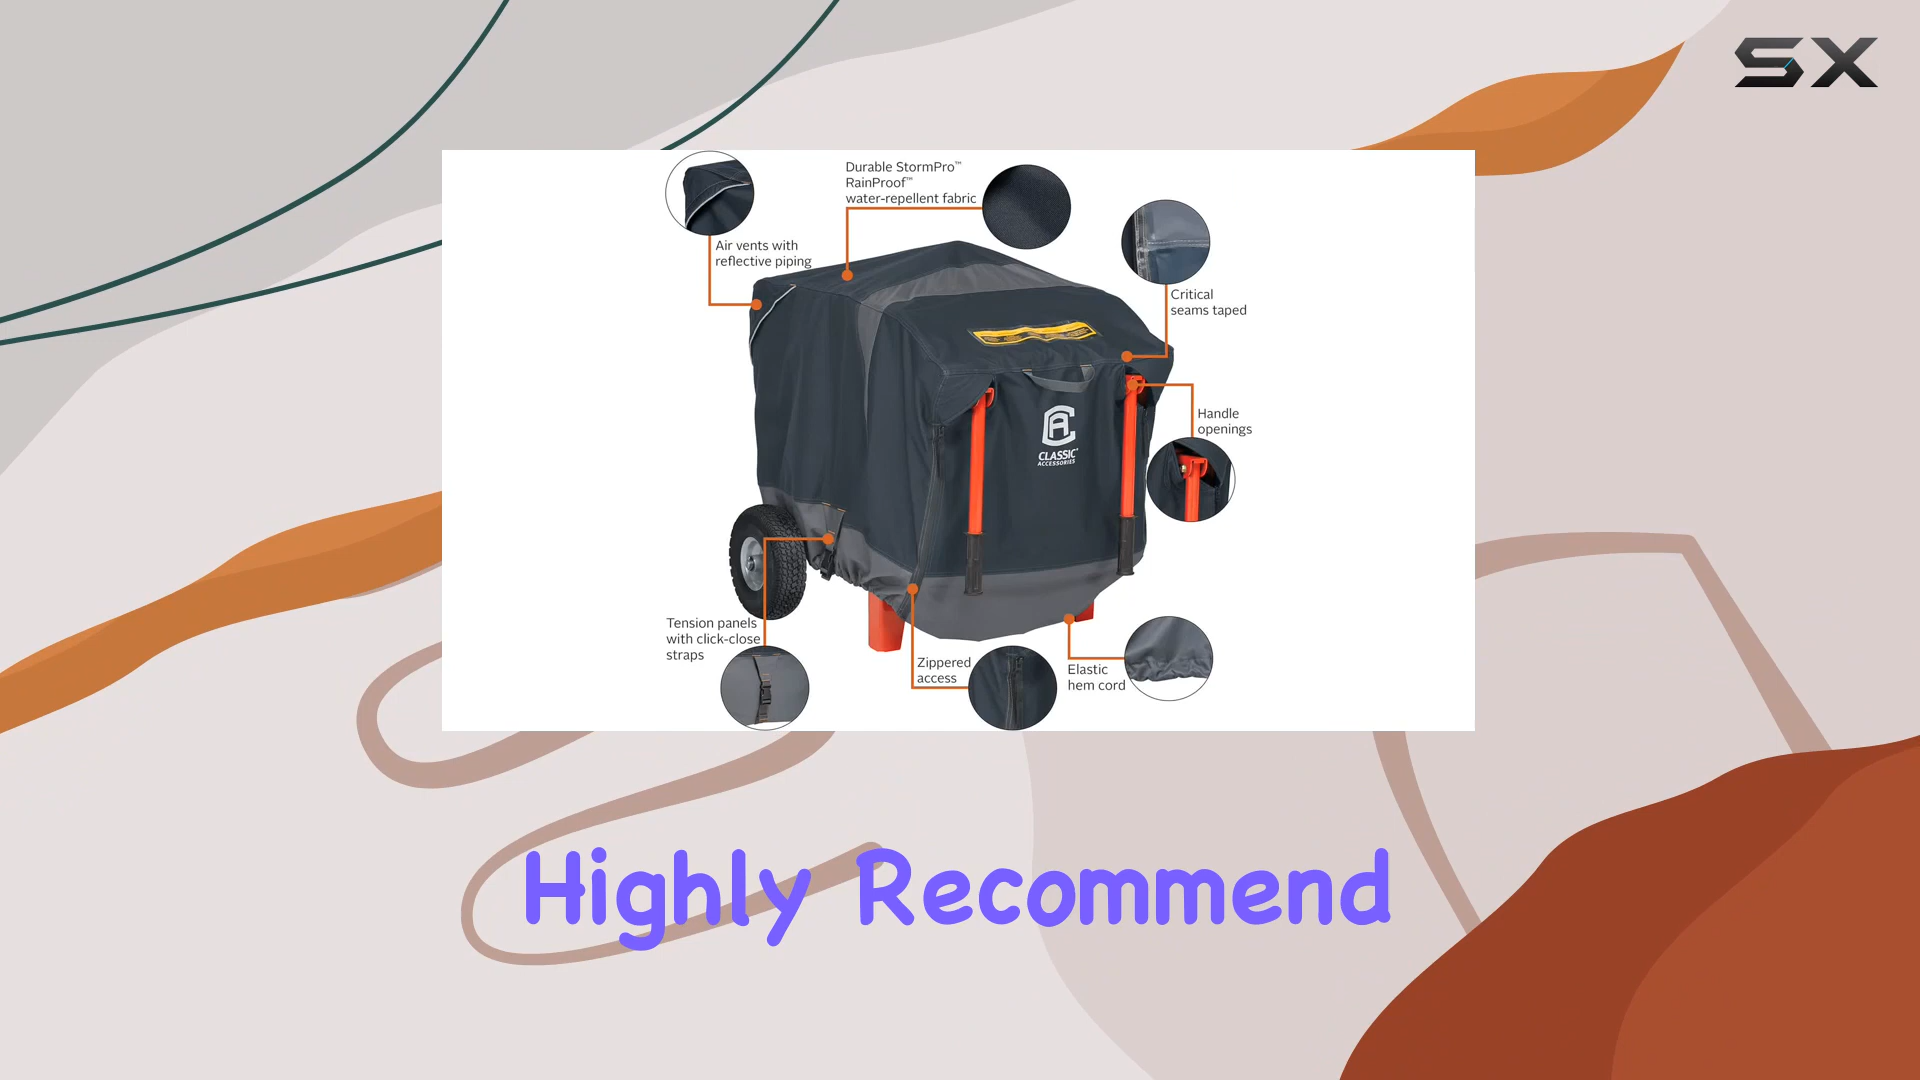 SX
Durable StormPro™
RainProof™
water-repellent fabric
Air vents with
reflective piping
Critical
seams taped
Handle
openings
CLASSIC
ACCESSORIES
Tension panels
with click-close
straps
Zippered
access
Elastic
hem cord
Highly Recommend